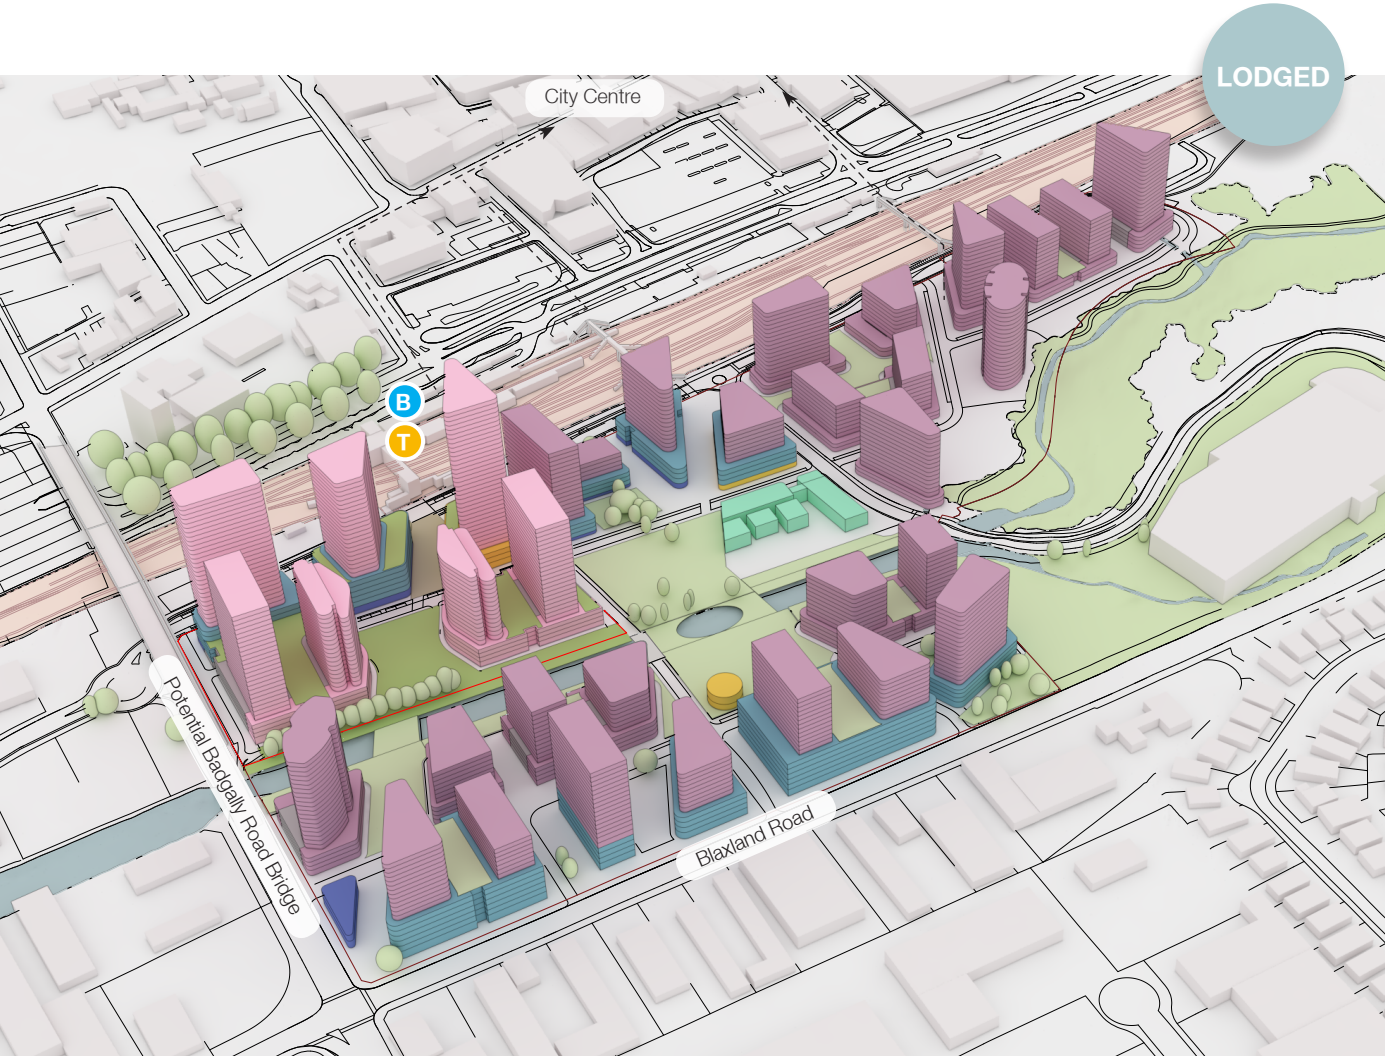 LODGED
City Centre
B
T
Potential Badgally Road Bridge
Blaxland Road